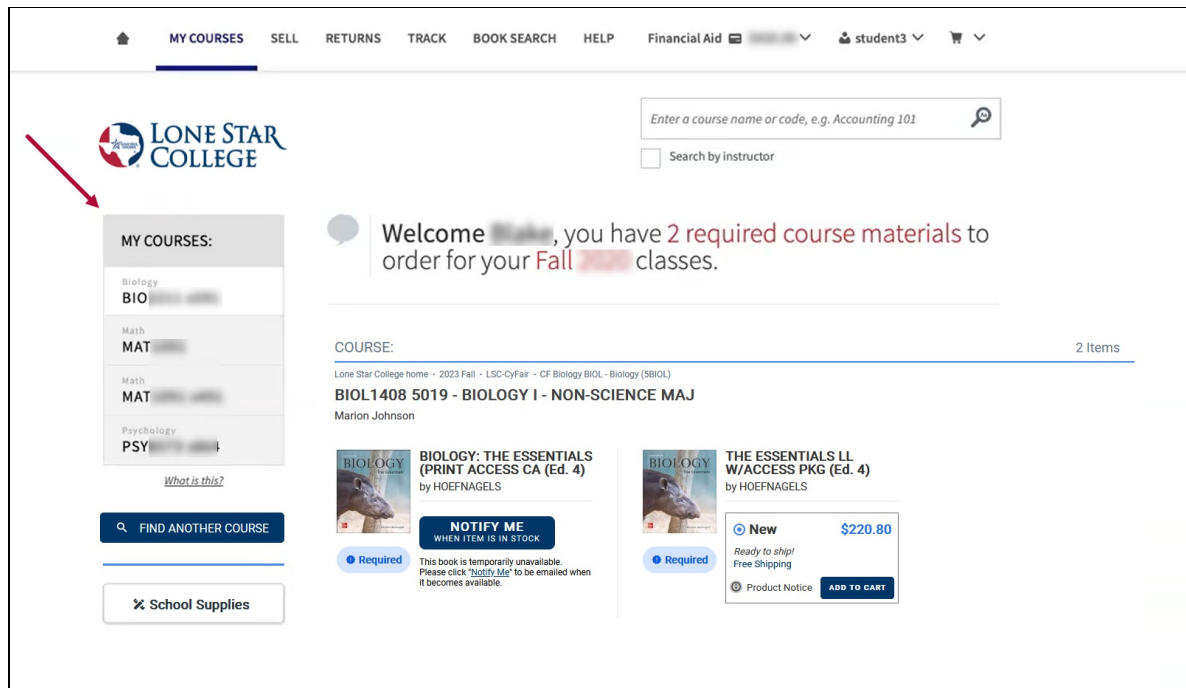 MY COURSES SELL RETURNS TRACK BOOK SEARCH HELP Financial Aid student3
LONE STAR
COLLEGE
Enter a course name or code, e.g. Accounting 101
Search by instructor
MY COURSES:
Biology
BIO
Math
MAT
Math
MAT
Psychology
PSY
What is this?
FIND ANOTHER COURSE
School Supplies
Welcome , you have 2 required course materials to
order for your Fall classes.
COURSE: 2 Items
Lone Star College home • 2023 Fall • LSC-CyFair • CF Biology BIOL - Biology (5BIOL)
BIOL1408 5019 - BIOLOGY I - NON-SCIENCE MAJ
Marion Johnson
BIOLOGY
BIOLOGY: THE ESSENTIALS
(PRINT ACCESS CA (Ed. 4)
by HOEFNAGELS
NOTIFY ME
WHEN ITEM IS IN STOCK
Required
This book is temporarily unavailable.
Please click "Notify Me" to be emailed when
it becomes available.
BIOLOGY
THE ESSENTIALS LL
W/ACCESS PKG (Ed. 4)
by HOEFNAGELS
New $220.80
Ready to ship!
Free Shipping
Required
Product Notice ADD TO CART